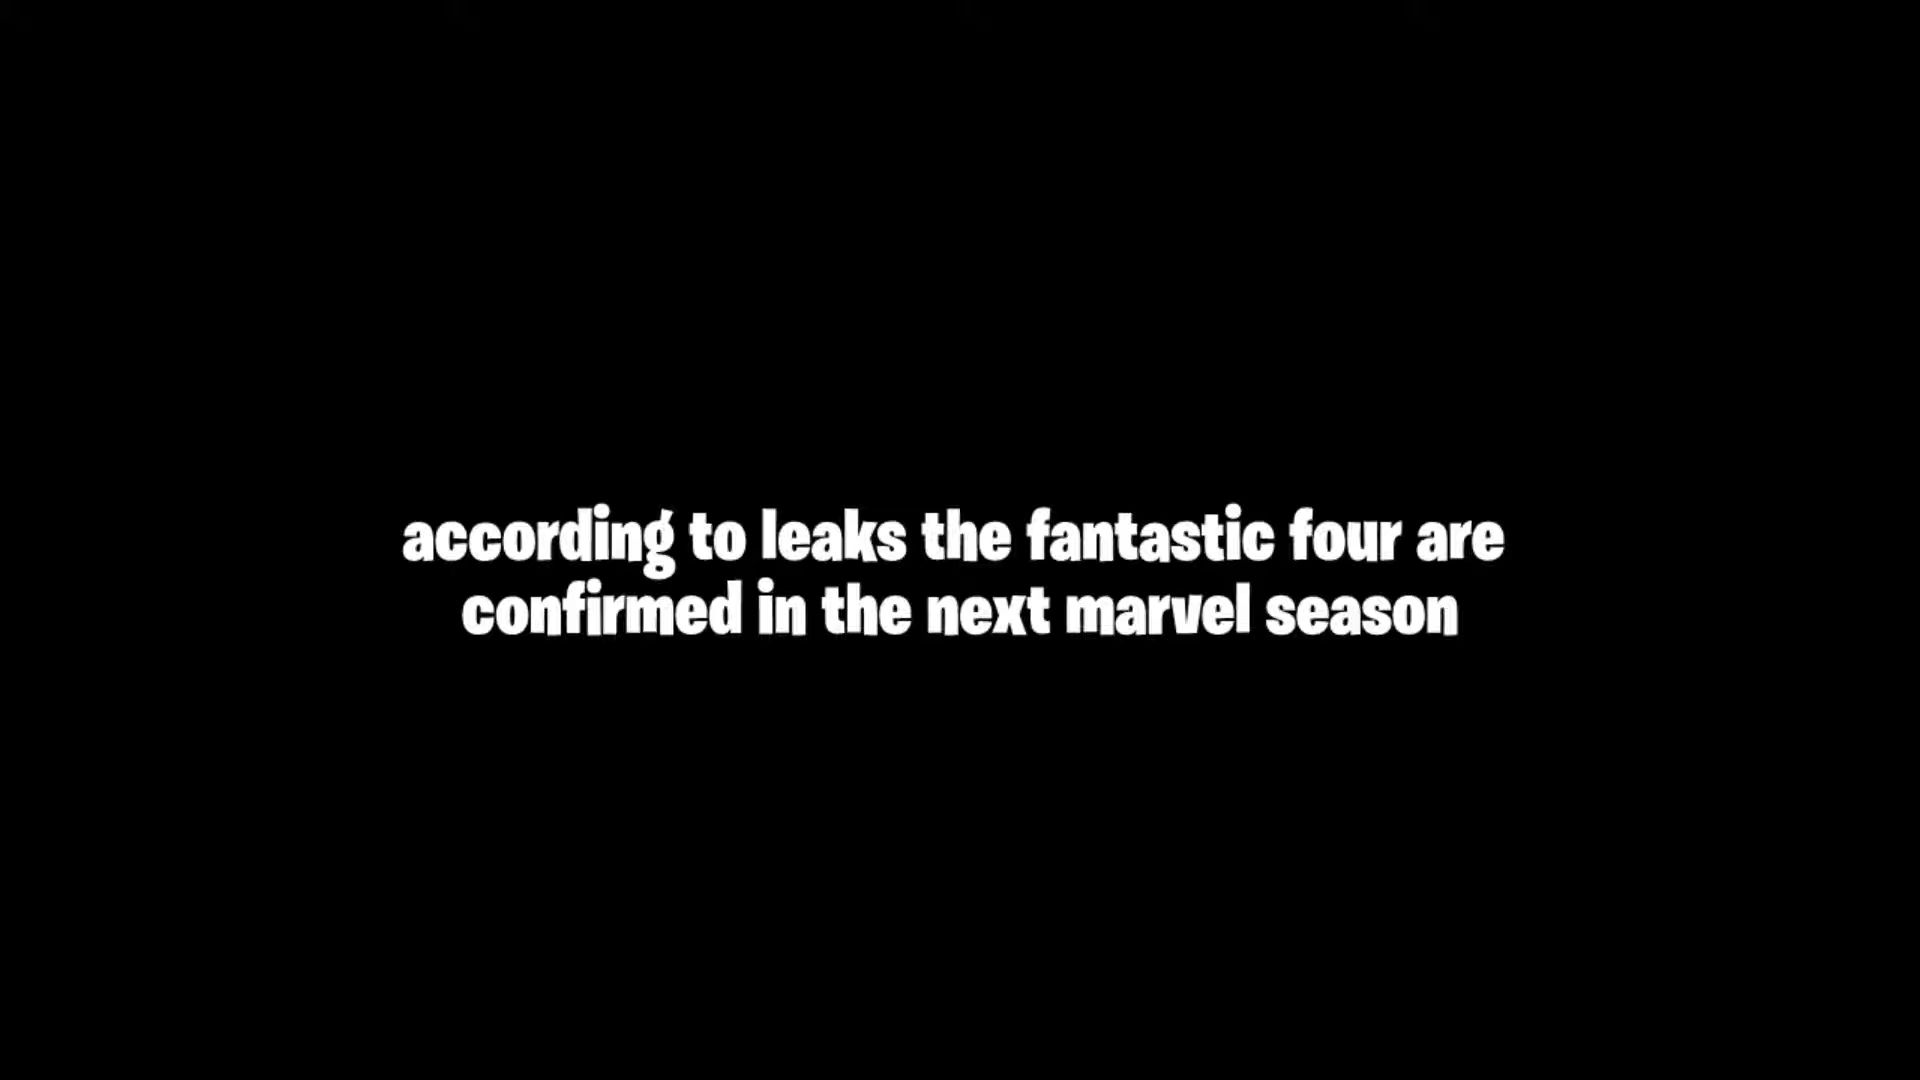 according to leaks the fantastic four are
confirmed in the next marvel season